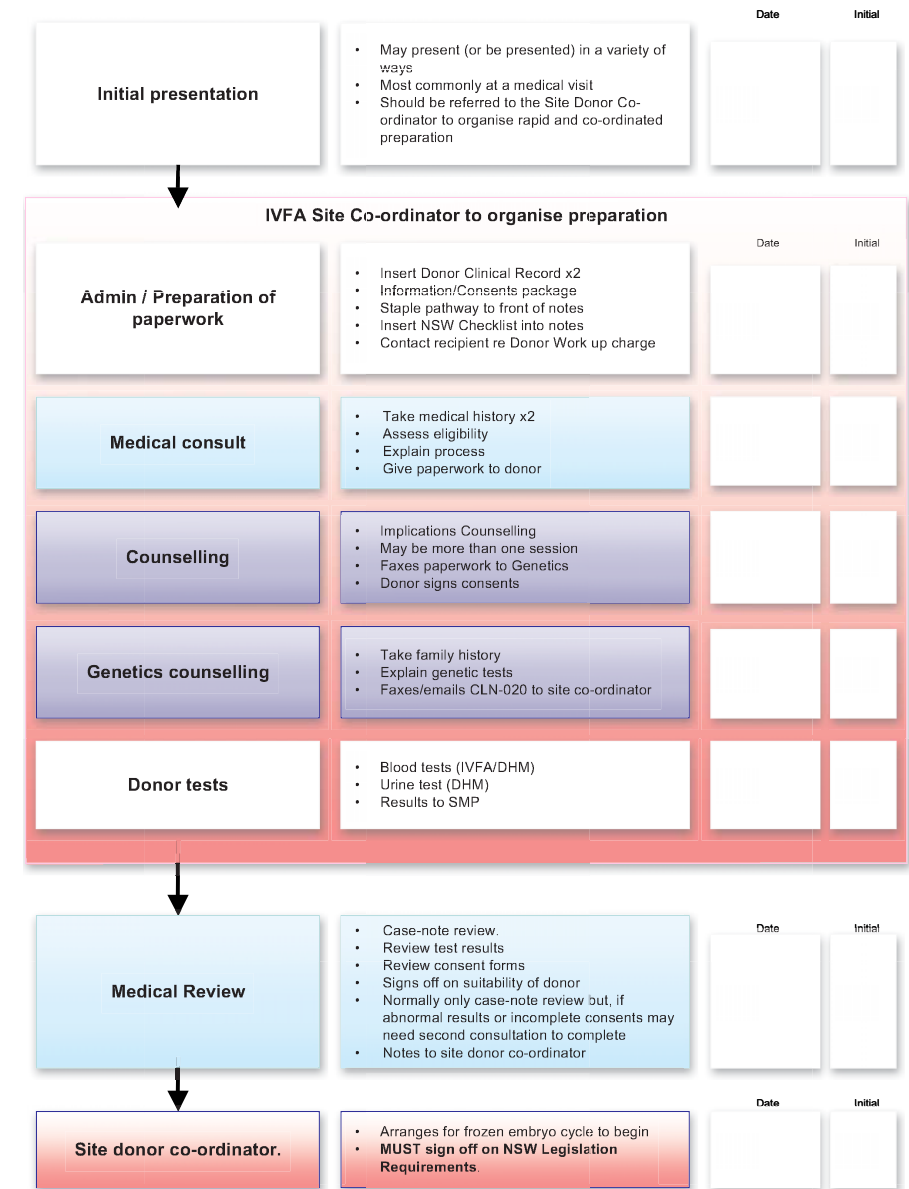 Date Initial
Initial presentation
• May present (or be presented) in a variety of
ways
• Most commonly at a medical visit
• Should be referred to the Site Donor Co-
ordinator to organise rapid and co-ordinated
preparation
IVFA Site Co-ordinator to organise preparation
Date Initial
Admin / Preparation of
paperwork
• Insert Donor Clinical Record x2
• Information/Consents package
• Staple pathway to front of notes
• Insert NSW Checklist into notes
• Contact recipient re Donor Work up charge
Medical consult
• Take medical history x2
• Assess eligibility
• Explain process
• Give paperwork to donor
Counselling
• Implications Counselling
• May be more than one session
• Faxes paperwork to Genetics
• Donor signs consents
Genetics counselling
• Take family history
• Explain genetic tests
• Faxes/emails CLN-020 to site co-ordinator
Donor tests
• Blood tests (IVFA/DHM)
• Urine test (DHM)
• Results to SMP
Date Initial
Medical Review
• Case-note review.
• Review test results
• Review consent forms
• Signs off on suitability of donor
• Normally only case-note review but, if
abnormal results or incomplete consents may
need second consultation to complete
• Notes to site donor co-ordinator
Date Initial
Site donor co-ordinator.
• Arranges for frozen embryo cycle to begin
• MUST sign off on NSW Legislation
Requirements.